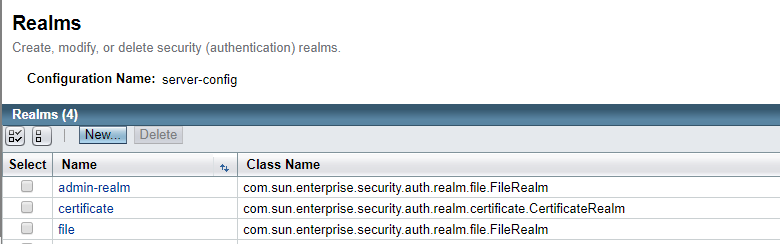 Realms
Create, modify, or delete security (authentication) realms.
Configuration Name: server-config
Realms (4)
New... Delete
Select Name Class Name
admin-realm com.sun.enterprise.security.auth.realm.file.FileRealm
certificate com.sun.enterprise.security.auth.realm.certificate.CertificateRealm
file com.sun.enterprise.security.auth.realm.file.FileRealm